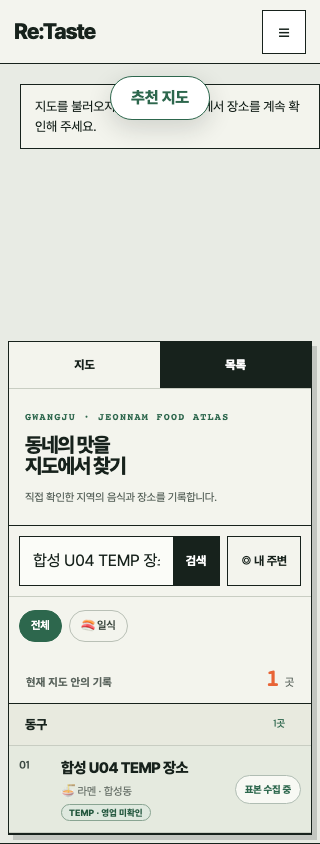 Re:Taste
≡
추천 지도
지도를 불러오지
에서 장소를 계속 확
인해 주세요.
지도
목록
GWANGJU · JEONNAM FOOD ATLAS
동네의 맛을
지도에서 찾기
직접 확인한 지역의 음식과 장소를 기록합니다.
합성 U04 TEMP 장:
검색
◎ 내 주변
전체
🍣 일식
현재 지도 안의 기록
1 곳
동구
1곳
01
합성 U04 TEMP 장소
🍜 라멘 · 합성동
TEMP · 영업 미확인
표본 수집 중